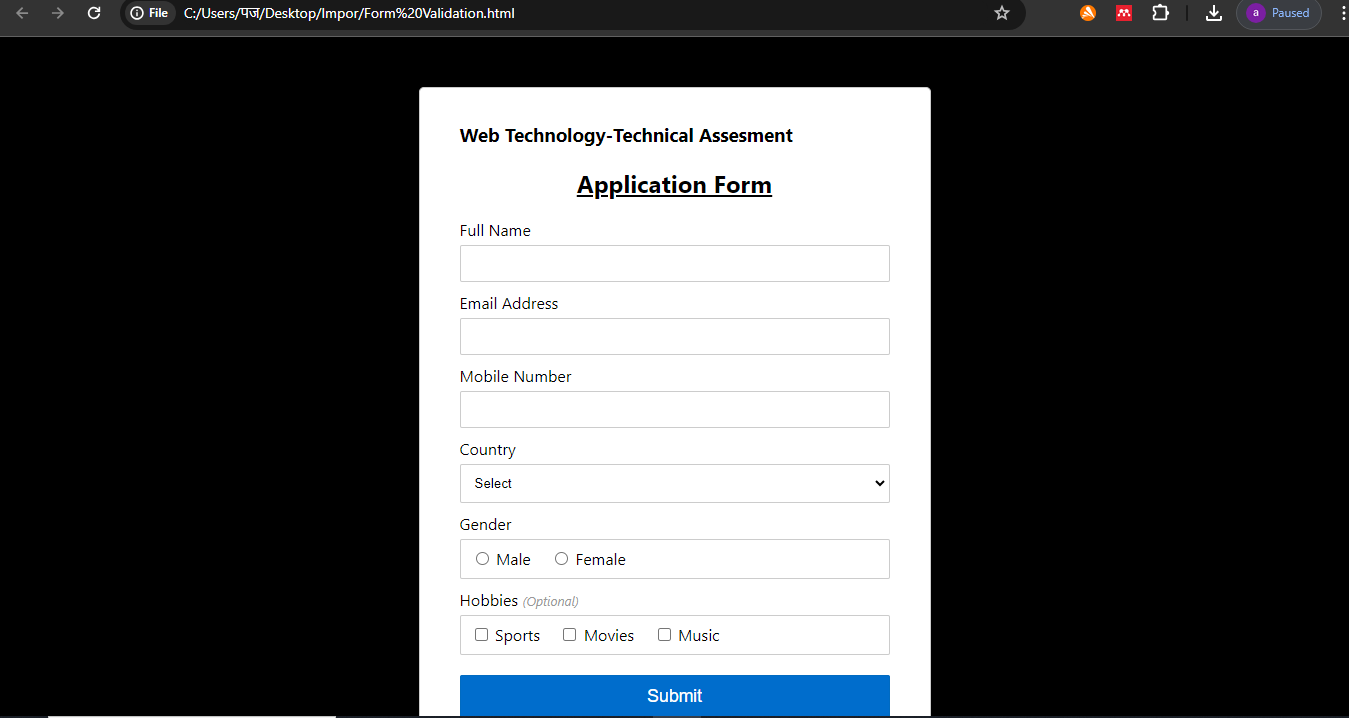 File C:/Users/पंज/Desktop/Impor/Form%20Validation.html a Paused
Web Technology-Technical Assesment
Application Form
Full Name
Email Address
Mobile Number
Country
Select
Gender
Male Female
Hobbies (Optional)
Sports Movies Music
Submit